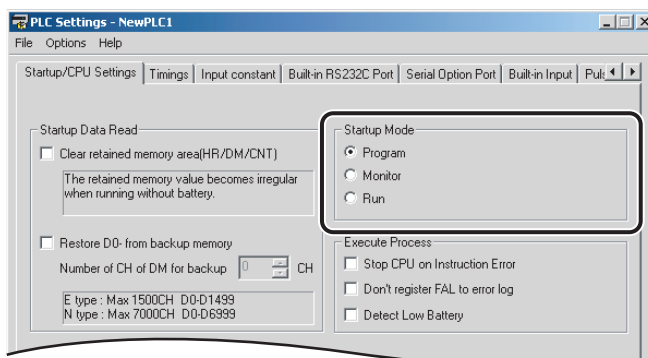 PLC Settings - NewPLC1
File Options Help
Startup/CPU Settings Timings Input constant Built-in RS232C Port Serial Option Port Built-in Input
Startup Data Read
Clear retained memory area(HR/DM/CNT)
The retained memory value becomes irregular
when running without battery.
Restore D0- from backup memory
Number of CH of DM for backup 0 CH
E type : Max 1500CH D0-D1499
N type : Max 7000CH D0-D6999
Startup Mode
Program
Monitor
Run
Execute Process
Stop CPU on Instruction Error
Don't register FAL to error log
Detect Low Battery